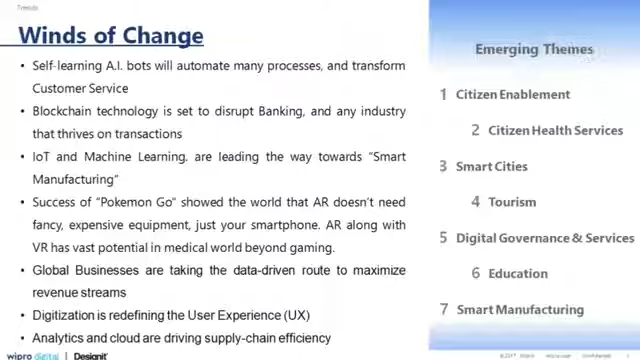 Trends
Winds of Change
• Self-learning A.I. bots will automate many processes, and transform
Customer Service
• Blockchain technology is set to disrupt Banking, and any industry
that thrives on transactions
• IoT and Machine Learning. are leading the way towards "Smart
Manufacturing"
• Success of "Pokemon Go" showed the world that AR doesn't need
fancy, expensive equipment, just your smartphone. AR along with
VR has vast potential in medical world beyond gaming.
• Global Businesses are taking the data-driven route to maximize
revenue streams
• Digitization is redefining the User Experience (UX)
• Analytics and cloud are driving supply-chain efficiency
wipro digital | Designit
Emerging Themes
1 Citizen Enablement
2 Citizen Health Services
3 Smart Cities
4 Tourism
5 Digital Governance & Services
6 Education
7 Smart Manufacturing
© 2017 Wipro wipro.com confidential